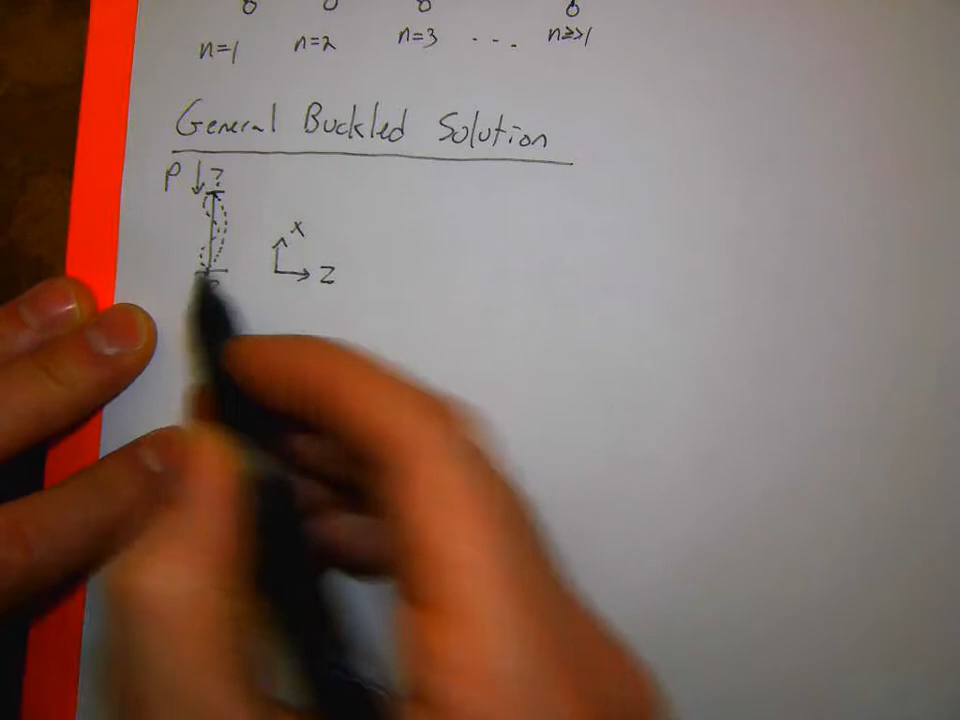 n=1 n=2 n=3 ... n>>1
General Buckled Solution
P ?
x
z